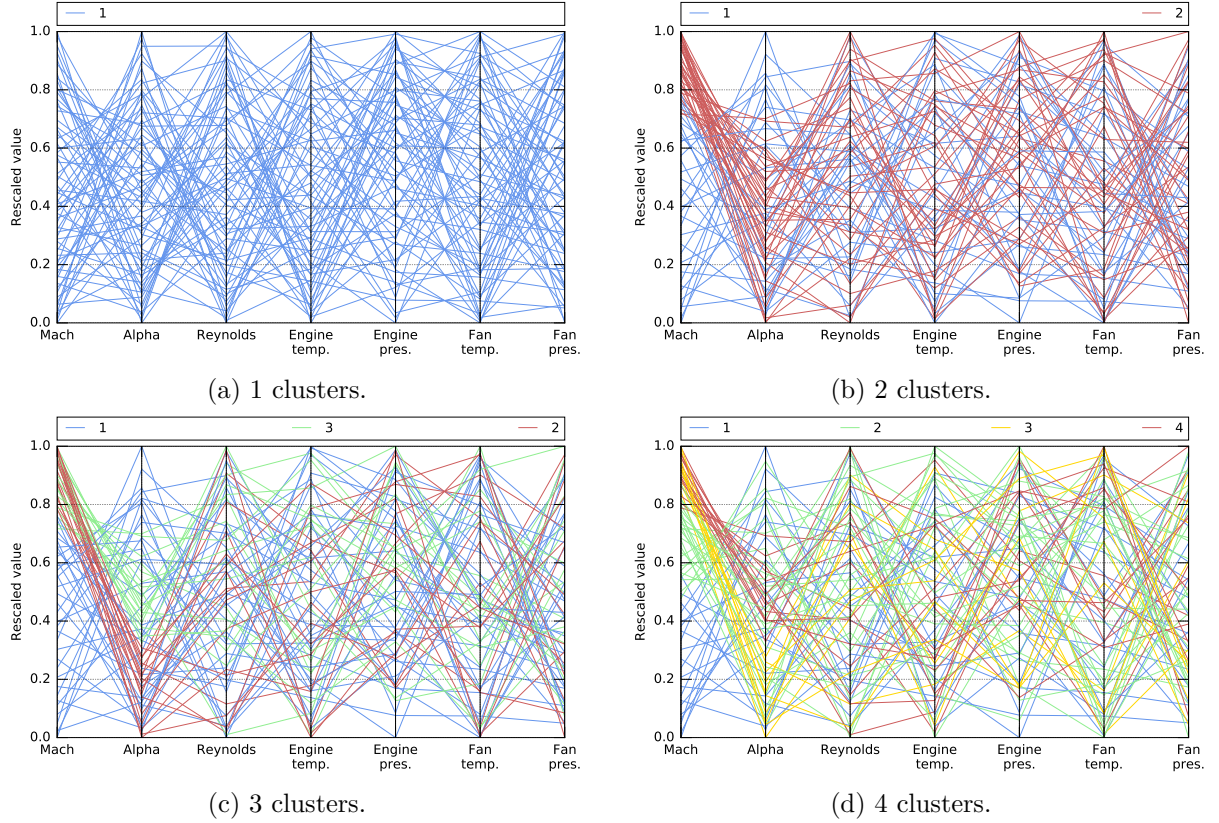 1
1 2
1.0
0.8
0.6
0.4
0.2
0.0
Rescaled value
Mach Alpha Reynolds Engine temp. Engine pres. Fan temp. Fan pres.
1.0
0.8
0.6
0.4
0.2
0.0
Rescaled value
Mach Alpha Reynolds Engine temp. Engine pres. Fan temp. Fan pres.
(a) 1 clusters.
(b) 2 clusters.
1 3 2
1 2 3 4
1.0
0.8
0.6
0.4
0.2
0.0
Rescaled value
Mach Alpha Reynolds Engine temp. Engine pres. Fan temp. Fan pres.
1.0
0.8
0.6
0.4
0.2
0.0
Rescaled value
Mach Alpha Reynolds Engine temp. Engine pres. Fan temp. Fan pres.
(c) 3 clusters.
(d) 4 clusters.